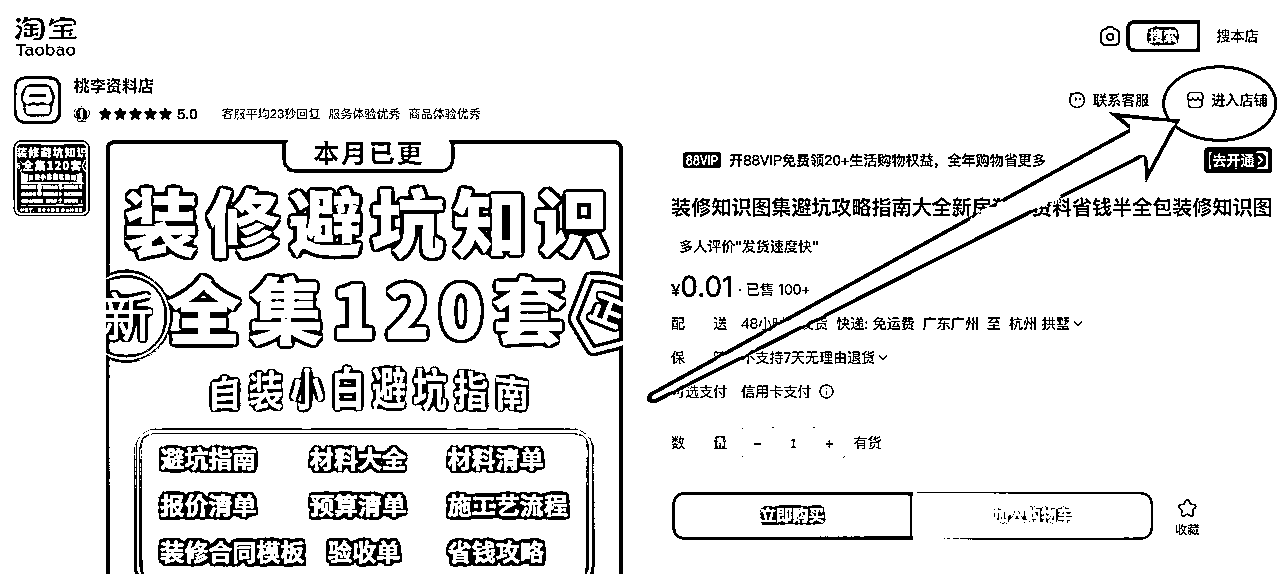 淘宝
Taobao
搜索
搜本店
桃李资料店
5.0 客服平均23秒回复 服务体验优秀 商品体验优秀
联系客服
进入店铺
装修避坑知识
全集120套
本月已更
装修避坑知识
新 全集120套
自装小白避坑指南
避坑指南 材料大全 材料清单
报价清单 预算清单 施工艺流程
装修合同模板 验收单 省钱攻略
88VIP 开88VIP免费领20+生活购物权益，全年购物省更多
去开通
装修知识图集避坑攻略指南大全新房 资料省钱半全包装修知识图
多人评价"发货速度快"
¥0.01 · 已售 100+
配 送 48小时 发货 快递: 免运费 广东广州 至 杭州 拱墅
保 不支持7天无理由退货
可选支付 信用卡支付
数 量 - 1 + 有货
立即购买
加入购物车
收藏